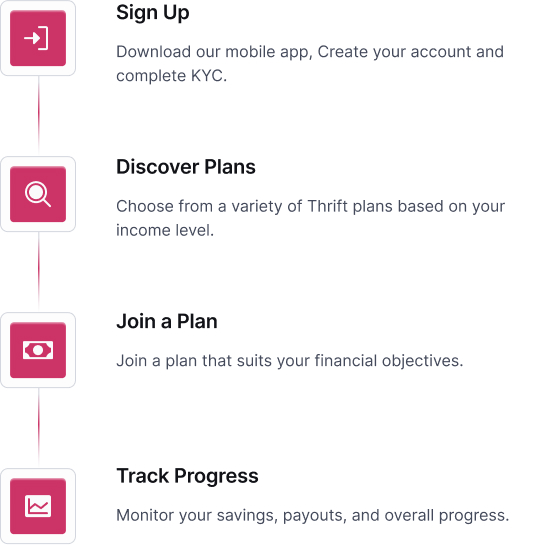 Sign Up
Download our mobile app, Create your account and
complete KYC.
Discover Plans
Choose from a variety of Thrift plans based on your
income level.
Join a Plan
Join a plan that suits your financial objectives.
Track Progress
Monitor your savings, payouts, and overall progress.